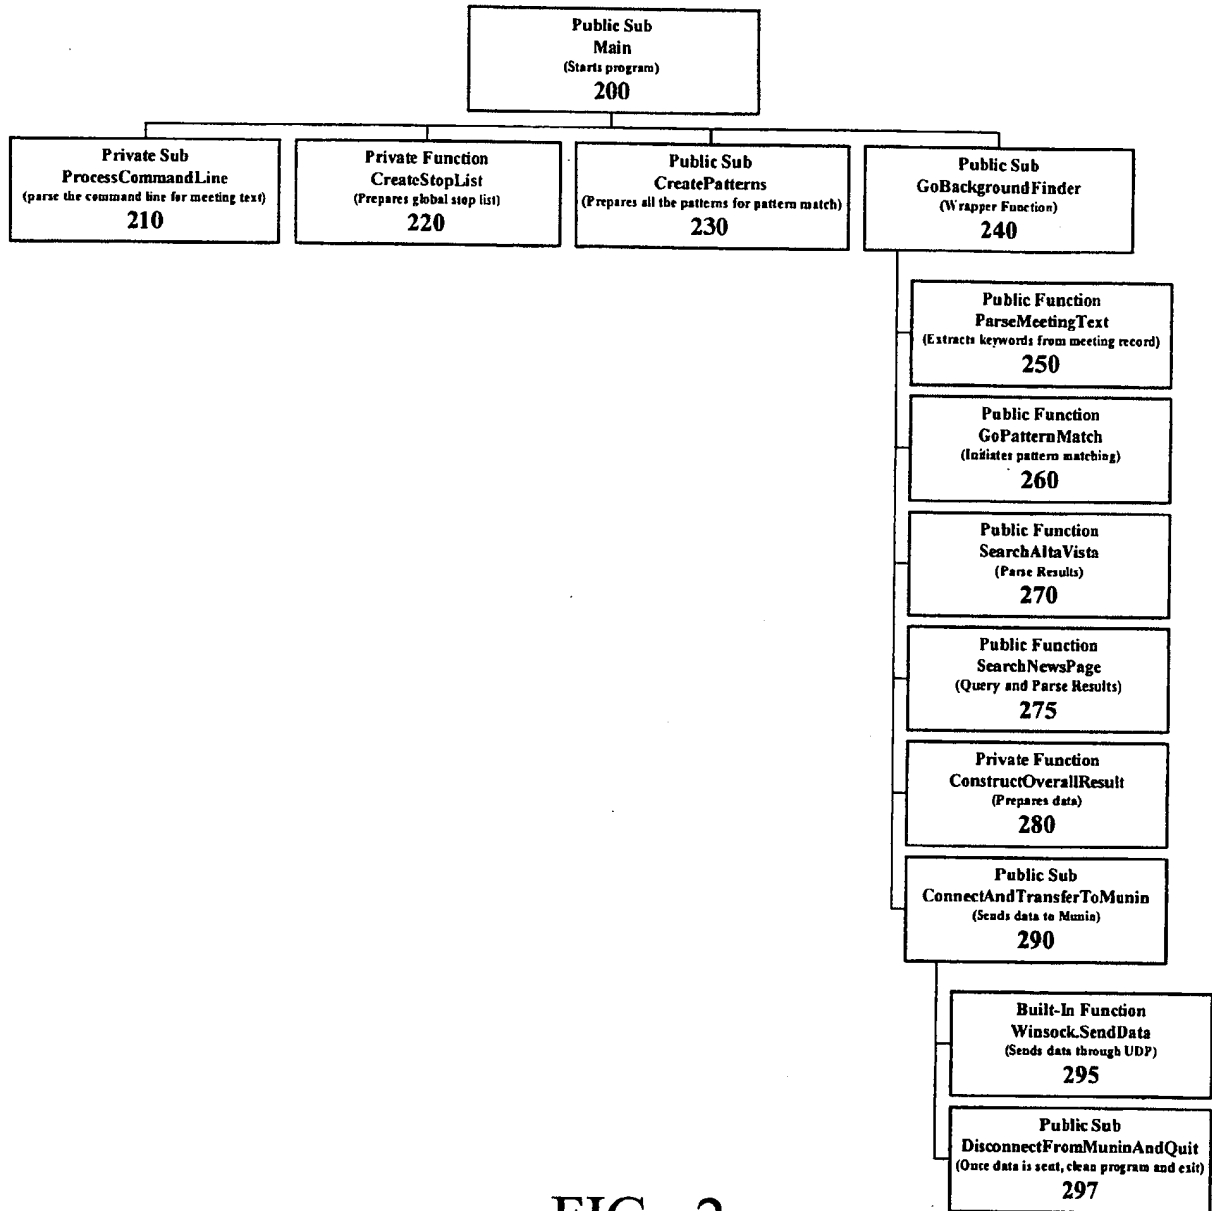 Public Sub
Main
(Starts program)
200
Private Sub
ProcessCommandLine
(parse the command line for meeting text)
210
Private Function
CreateStopList
(Prepares global stop list)
220
Public Sub
CreatePatterns
(Prepares all the patterns for pattern match)
230
Public Sub
GoBackgroundFinder
(Wrapper Function)
240
Public Function
ParseMeetingText
(Extracts keywords from meeting record)
250
Public Function
GoPatternMatch
(Initiates pattern matching)
260
Public Function
SearchAltaVista
(Parse Results)
270
Public Function
SearchNewsPage
(Query and Parse Results)
275
Private Function
ConstructOverallResult
(Prepares data)
280
Public Sub
ConnectAndTransferToMunin
(Sends data to Munin)
290
Built-In Function
Winsock.SendData
(Sends data through UDP)
295
Public Sub
DisconnectFromMuninAndQuit
(Once data is sent, clean program and exit)
297
FIG. 2